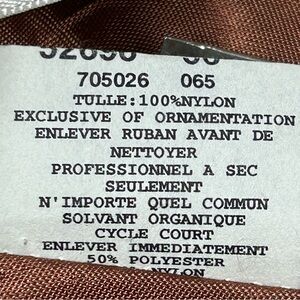 705026 065
TULLE:100%NYLON
EXCLUSIVE OF ORNAMENTATION
ENLEVER RUBAN AVANT DE
NETTOYER
PROFESSIONNEL A SEC
SEULEMENT
N'IMPORTE QUEL COMMUN
SOLVANT ORGANIQUE
CYCLE COURT
ENLEVER IMMEDIATEMENT
50% POLYESTER
NYLON